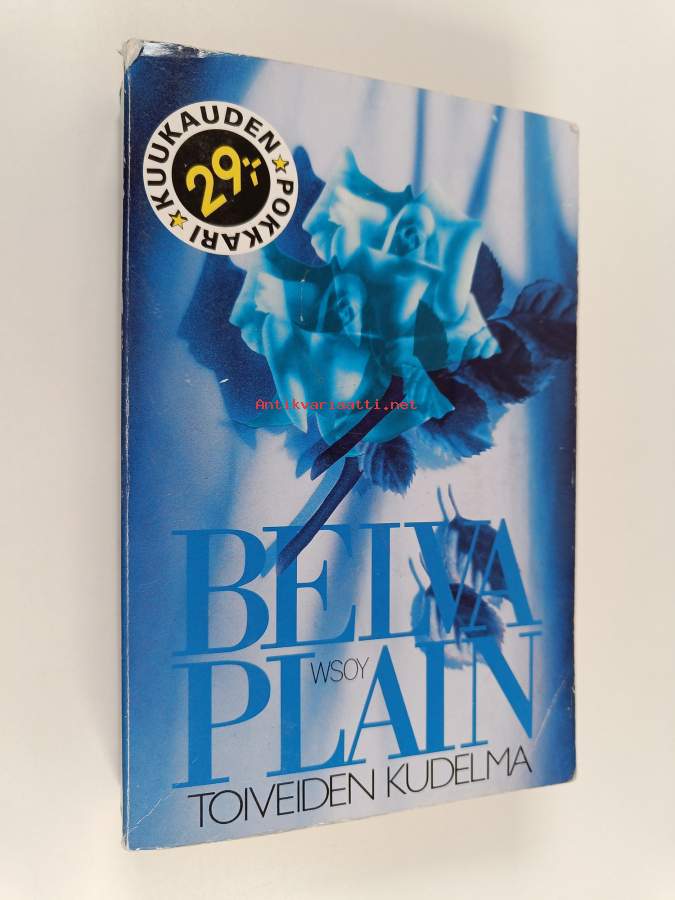 KUUKAUDEN
POKKARI
29:-
Antikvariaatti.net
BELVA
WSOY
PLAIN
TOIVEIDEN KUDELMA